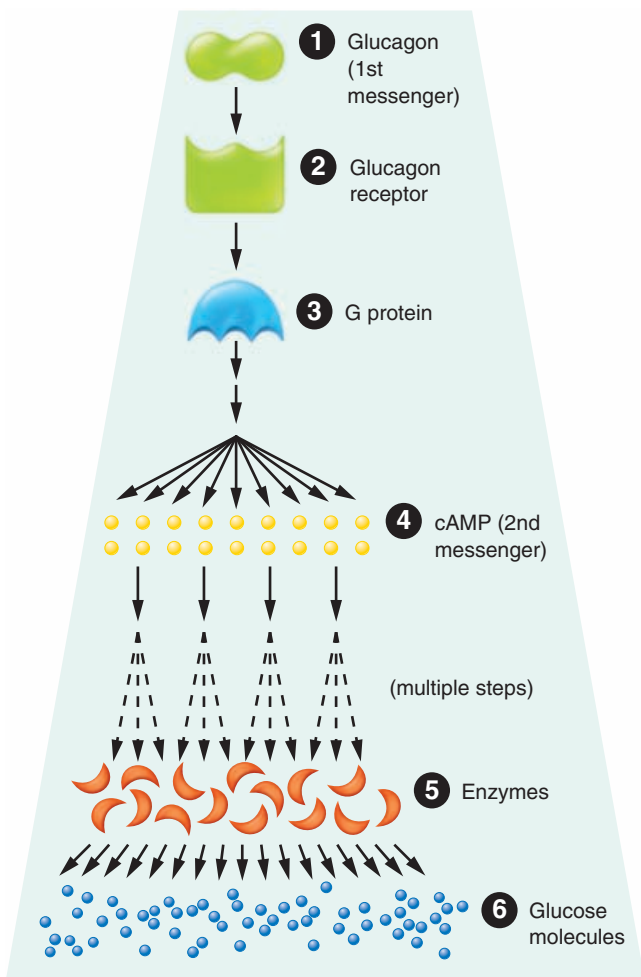 1 Glucagon
(1st
messenger)
2 Glucagon
receptor
3 G protein
4 cAMP (2nd
messenger)
(multiple steps)
5 Enzymes
6 Glucose
molecules